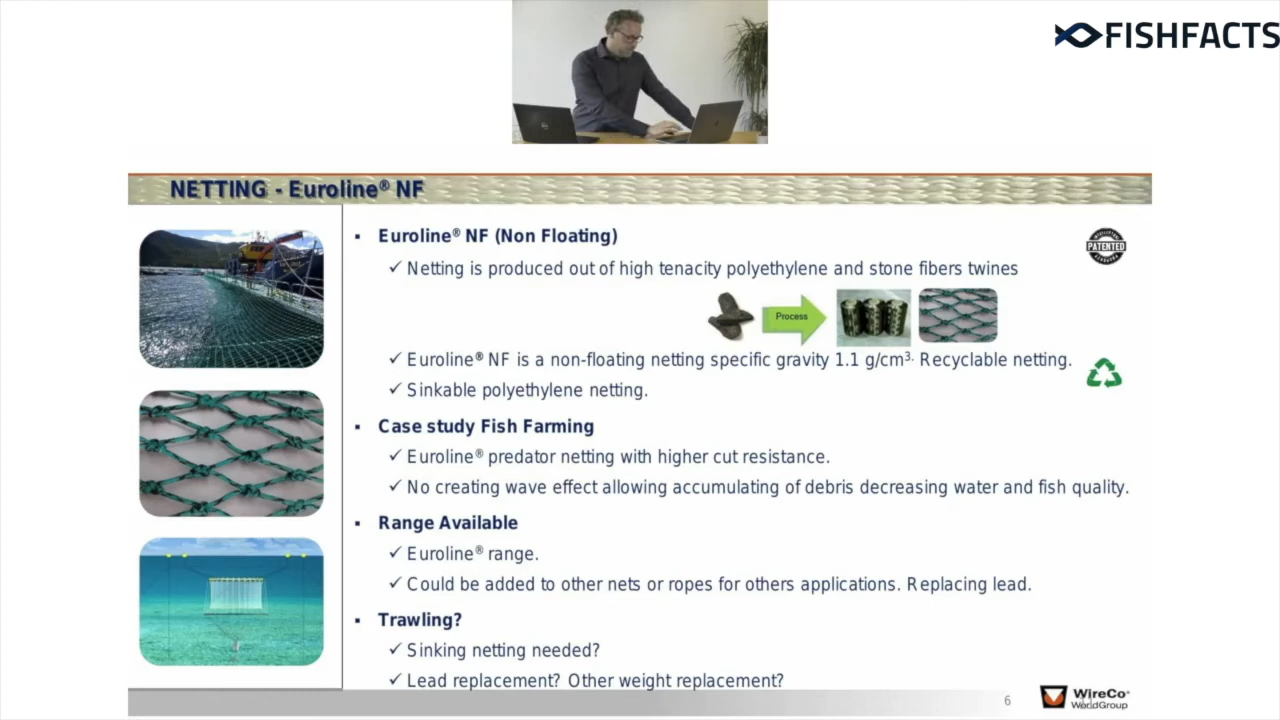 FISHFACTS
NETTING - Euroline® NF
▪ Euroline® NF (Non Floating)
✓ Netting is produced out of high tenacity polyethylene and stone fibers twines
PATENTED
Process
✓ Euroline® NF is a non-floating netting specific gravity 1.1 g/cm³. Recyclable netting.
✓ Sinkable polyethylene netting.
▪ Case study Fish Farming
✓ Euroline® predator netting with higher cut resistance.
✓ No creating wave effect allowing accumulating of debris decreasing water and fish quality.
▪ Range Available
✓ Euroline® range.
✓ Could be added to other nets or ropes for others applications. Replacing lead.
▪ Trawling?
✓ Sinking netting needed?
✓ Lead replacement? Other weight replacement?
6
WireCo®
WorldGroup